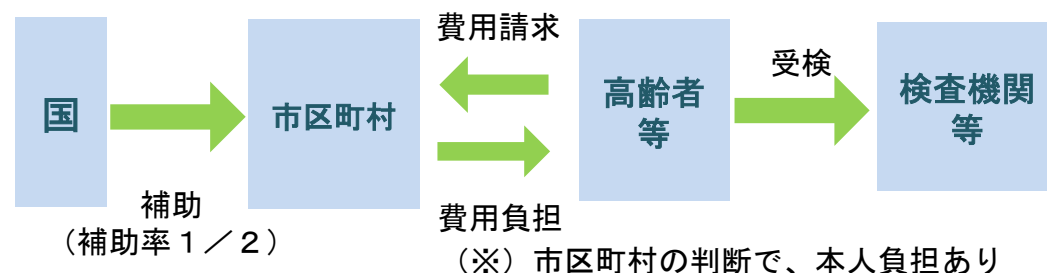 国
補助
（補助率１／２）
市区町村
費用請求
費用負担
（※）市区町村の判断で、本人負担あり
高齢者
等
受検
検査機関
等